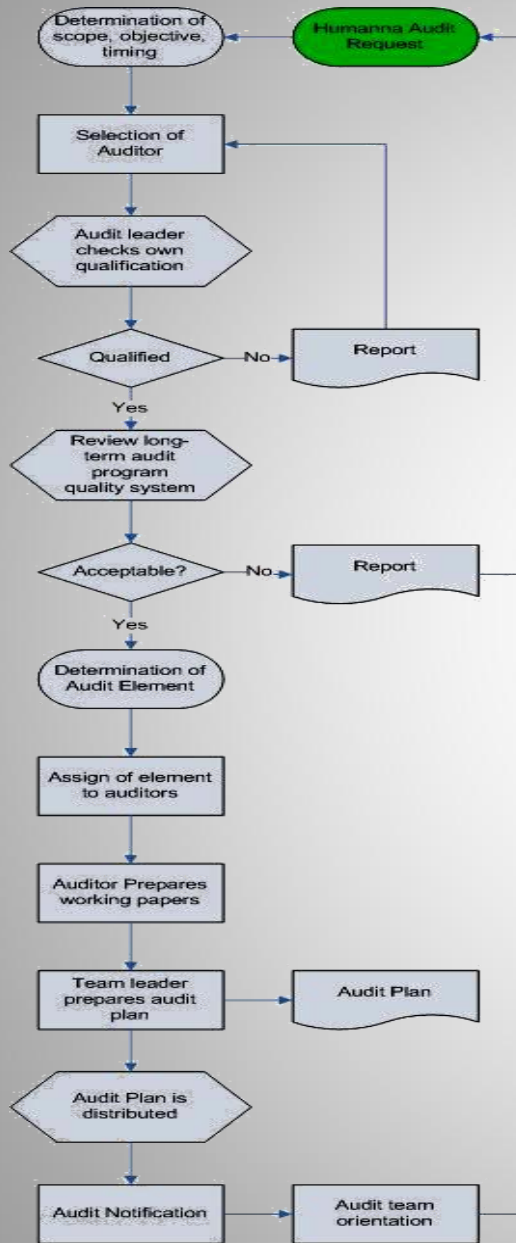 Humanna Audit
Request
Determination of
scope, objective,
timing
Selection of
Auditor
Audit leader
checks own
qualification
Qualified
No
Report
Yes
Review long-
term audit
program
quality system
Acceptable?
No
Report
Yes
Determination of
Audit Element
Assign of element
to auditors
Auditor Prepares
working papers
Team leader
prepares audit
plan
Audit Plan
Audit Plan is
distributed
Audit Notification
Audit team
orientation